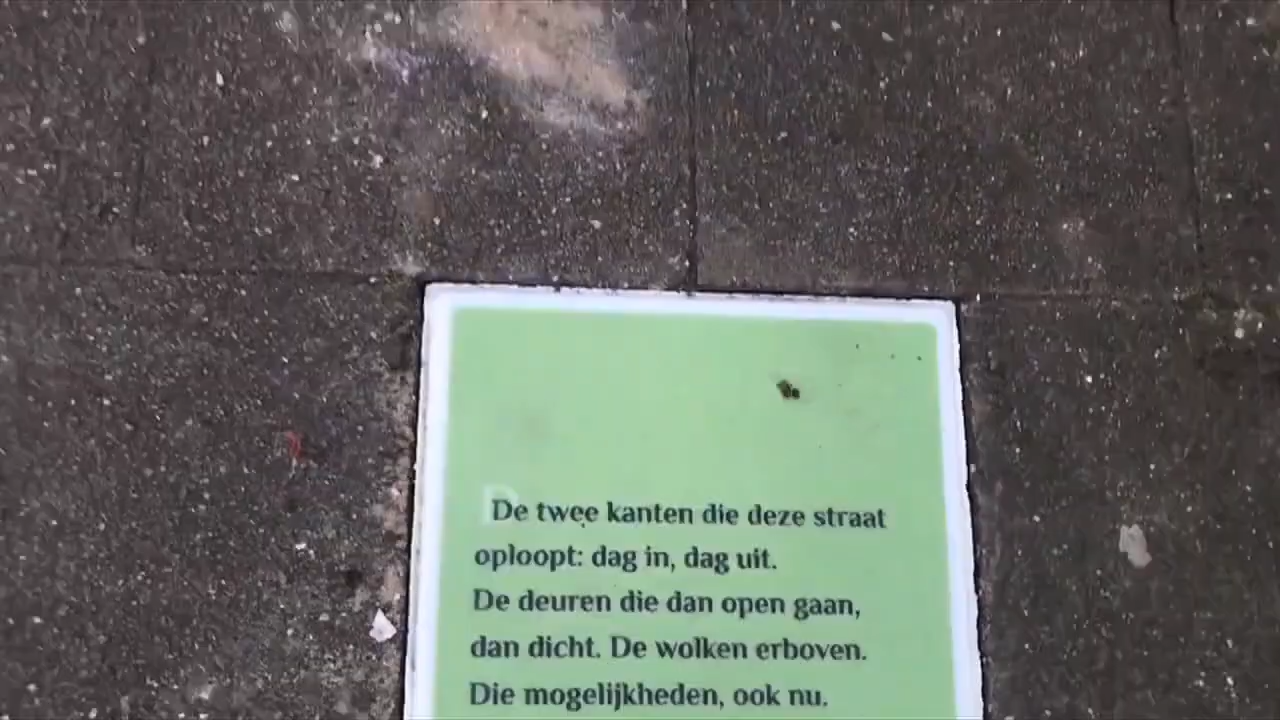 De twee kanten die deze straat
oploopt: dag in, dag uit.
De deuren die dan open gaan,
dan dicht. De wolken erboven.
Die mogelijkheden, ook nu.